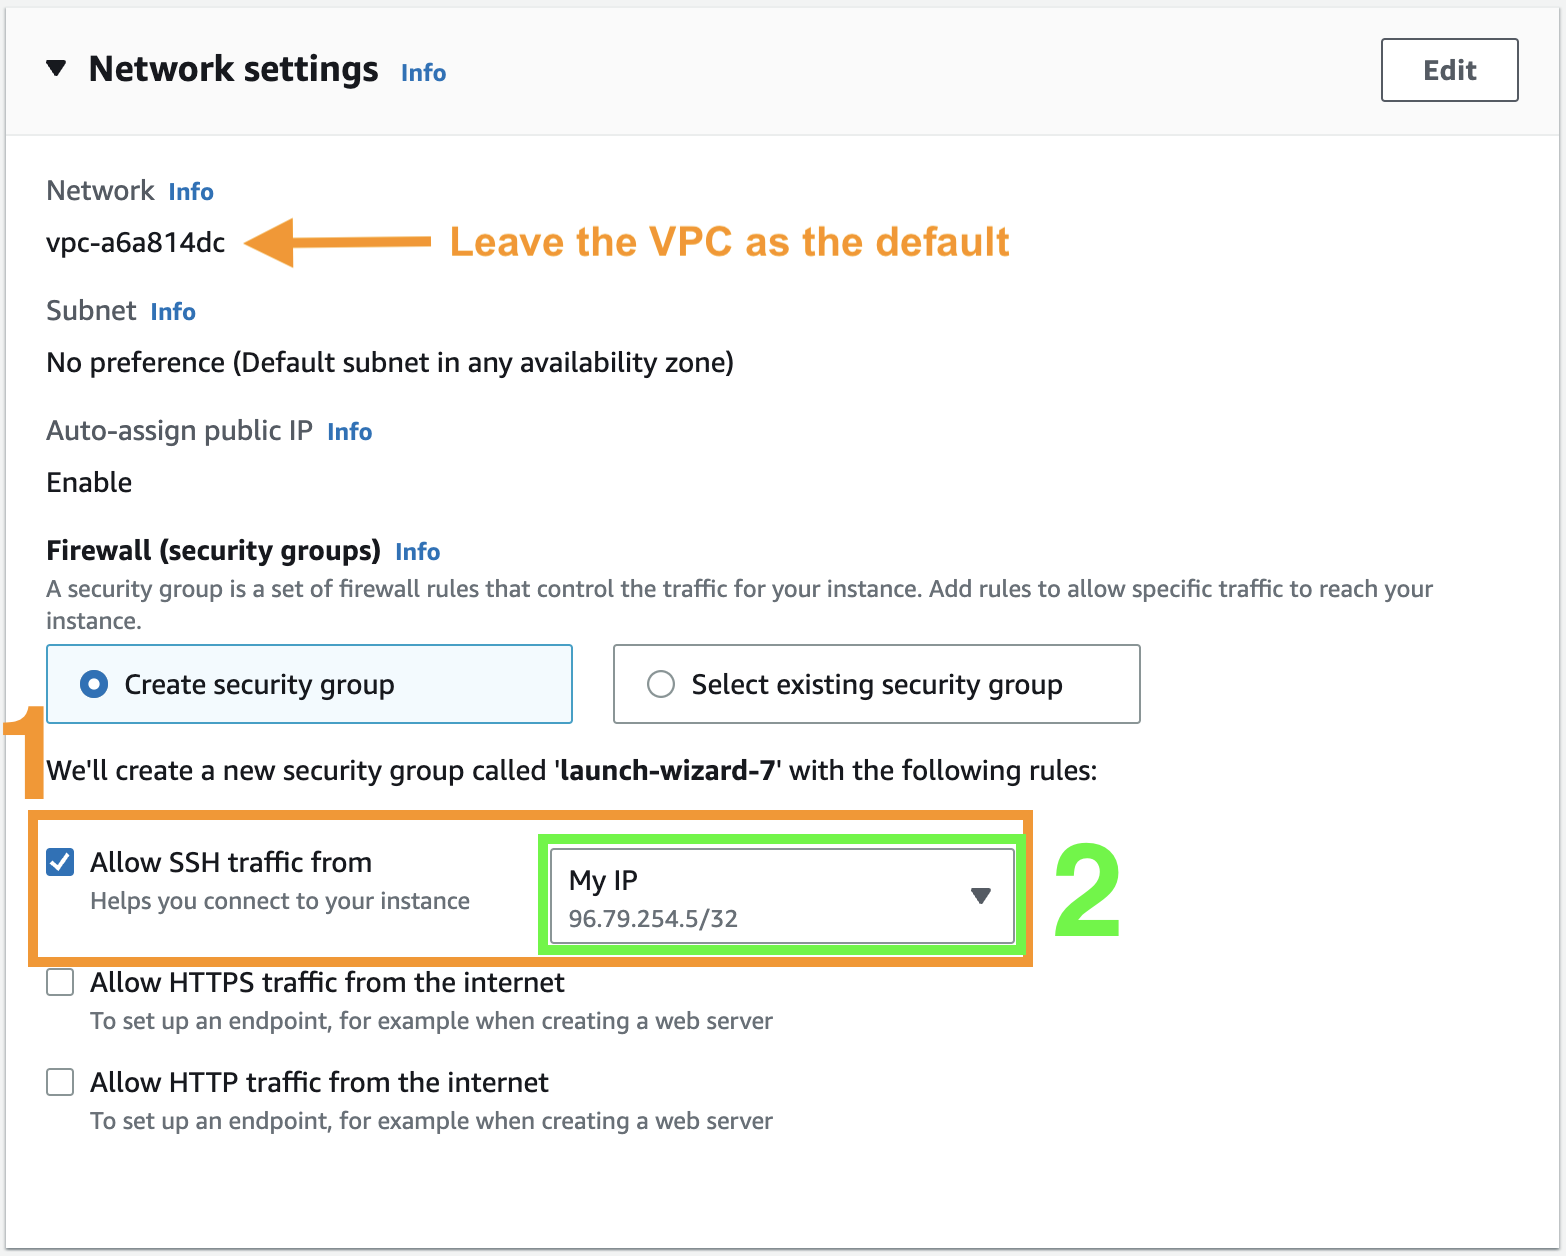 Network settings Info
Edit
Network Info
vpc-a6a814dc
Leave the VPC as the default
Subnet Info
No preference (Default subnet in any availability zone)
Auto-assign public IP Info
Enable
Firewall (security groups) Info
A security group is a set of firewall rules that control the traffic for your instance. Add rules to allow specific traffic to reach your
instance.
Create security group
Select existing security group
1
We'll create a new security group called 'launch-wizard-7' with the following rules:
Allow SSH traffic from
Helps you connect to your instance
My IP
96.79.254.5/32
2
Allow HTTPS traffic from the internet
To set up an endpoint, for example when creating a web server
Allow HTTP traffic from the internet
To set up an endpoint, for example when creating a web server